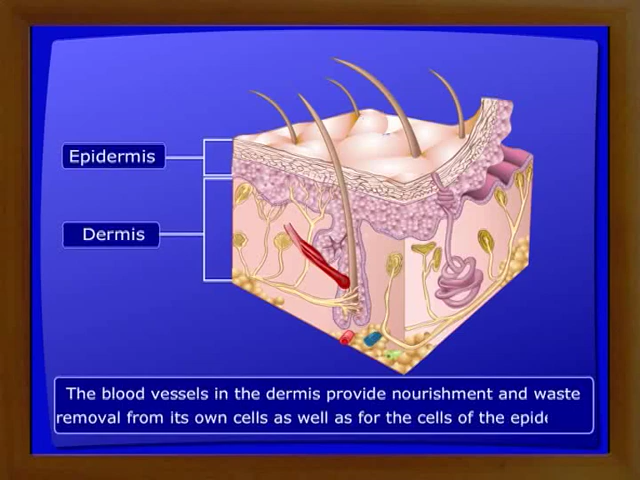 Epidermis
Dermis
The blood vessels in the dermis provide nourishment and waste
removal from its own cells as well as for the cells of the